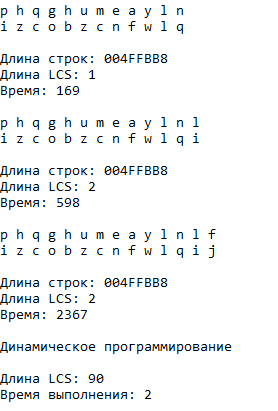 p h q g h u m e a y l n
i z c o b z c n f w l q
Длина строк: 004FFBB8
Длина LCS: 1
Время: 169
p h q g h u m e a y l n l
i z c o b z c n f w l q i
Длина строк: 004FFBB8
Длина LCS: 2
Время: 598
p h q g h u m e a y l n l f
i z c o b z c n f w l q i j
Длина строк: 004FFBB8
Длина LCS: 2
Время: 2367
Динамическое программирование
Длина LCS: 90
Время выполнения: 2